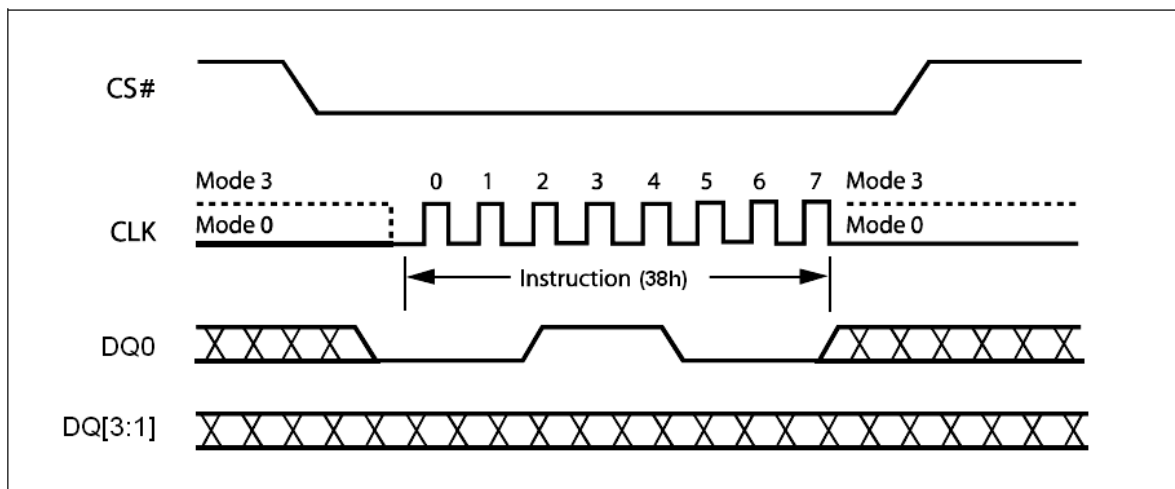 CS#
Mode 3 0 1 2 3 4 5 6 7 Mode 3
Mode 0 Mode 0
CLK
Instruction (38h)
DQ0
DQ[3:1]